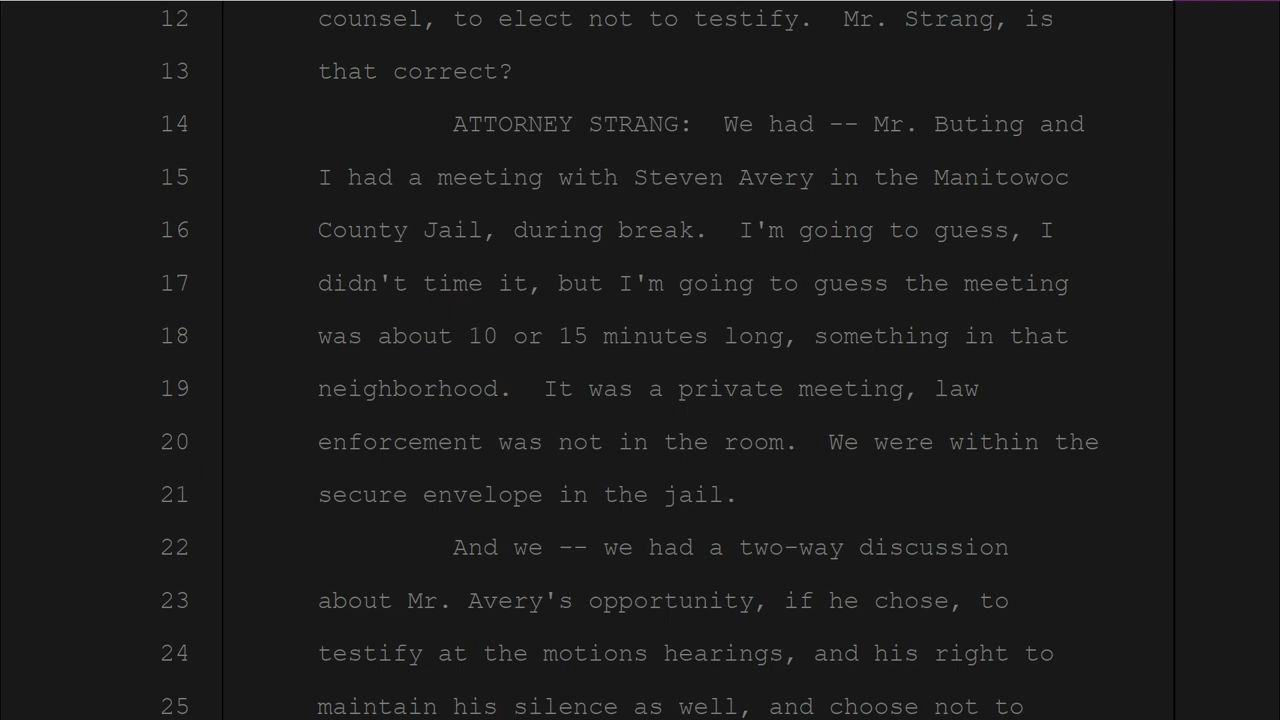 12 counsel, to elect not to testify.  Mr. Strang, is
13 that correct?
14 ATTORNEY STRANG:  We had -- Mr. Buting and
15 I had a meeting with Steven Avery in the Manitowoc
16 County Jail, during break.  I'm going to guess, I
17 didn't time it, but I'm going to guess the meeting
18 was about 10 or 15 minutes long, something in that
19 neighborhood.  It was a private meeting, law
20 enforcement was not in the room.  We were within the
21 secure envelope in the jail.
22 And we -- we had a two-way discussion
23 about Mr. Avery's opportunity, if he chose, to
24 testify at the motions hearings, and his right to
25 maintain his silence as well, and choose not to